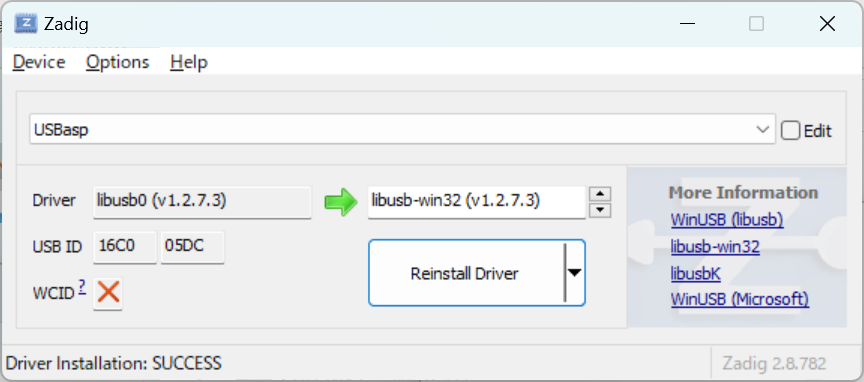 Zadig
Device Options Help
USBasp
Edit
Driver libusb0 (v1.2.7.3) libusb-win32 (v1.2.7.3)
USB ID 16C0 05DC
WCID ?
Reinstall Driver
More Information
WinUSB (libusb)
libusb-win32
libusbK
WinUSB (Microsoft)
Driver Installation: SUCCESS
Zadig 2.8.782